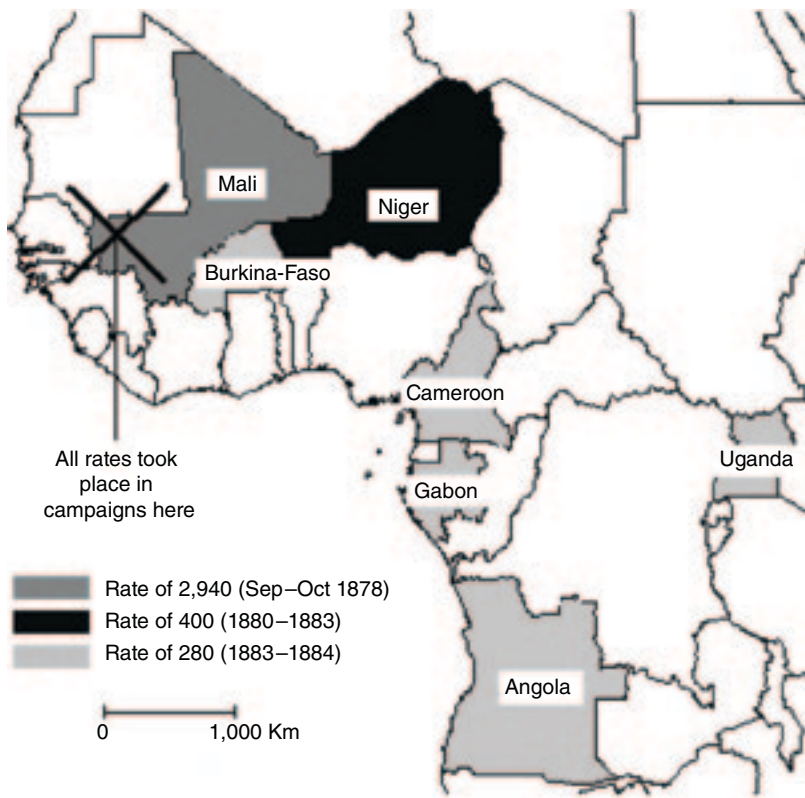 Mali
Niger
Burkina-Faso
Cameroon
Uganda
Gabon
All rates took
place in
campaigns here
Rate of 2,940 (Sep–Oct 1878)
Rate of 400 (1880–1883)
Rate of 280 (1883–1884)
Angola
0 1,000 Km